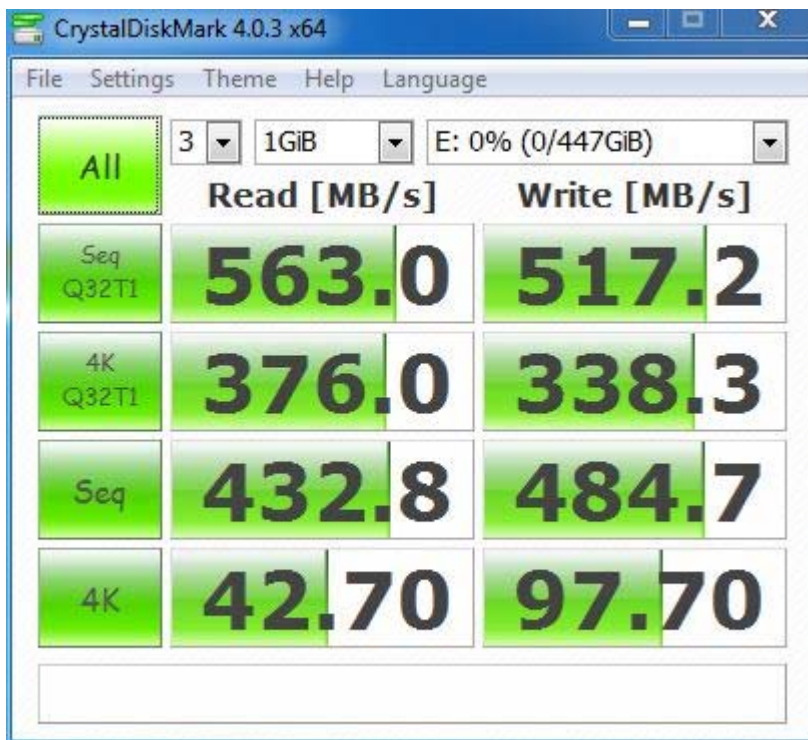 CrystalDiskMark 4.0.3 x64
File Settings Theme Help Language
All 3 1GiB E: 0% (0/447GiB)
Read [MB/s] Write [MB/s]
Seq
Q32T1 563.0 517.2
4K
Q32T1 376.0 338.3
Seq 432.8 484.7
4K 42.70 97.70